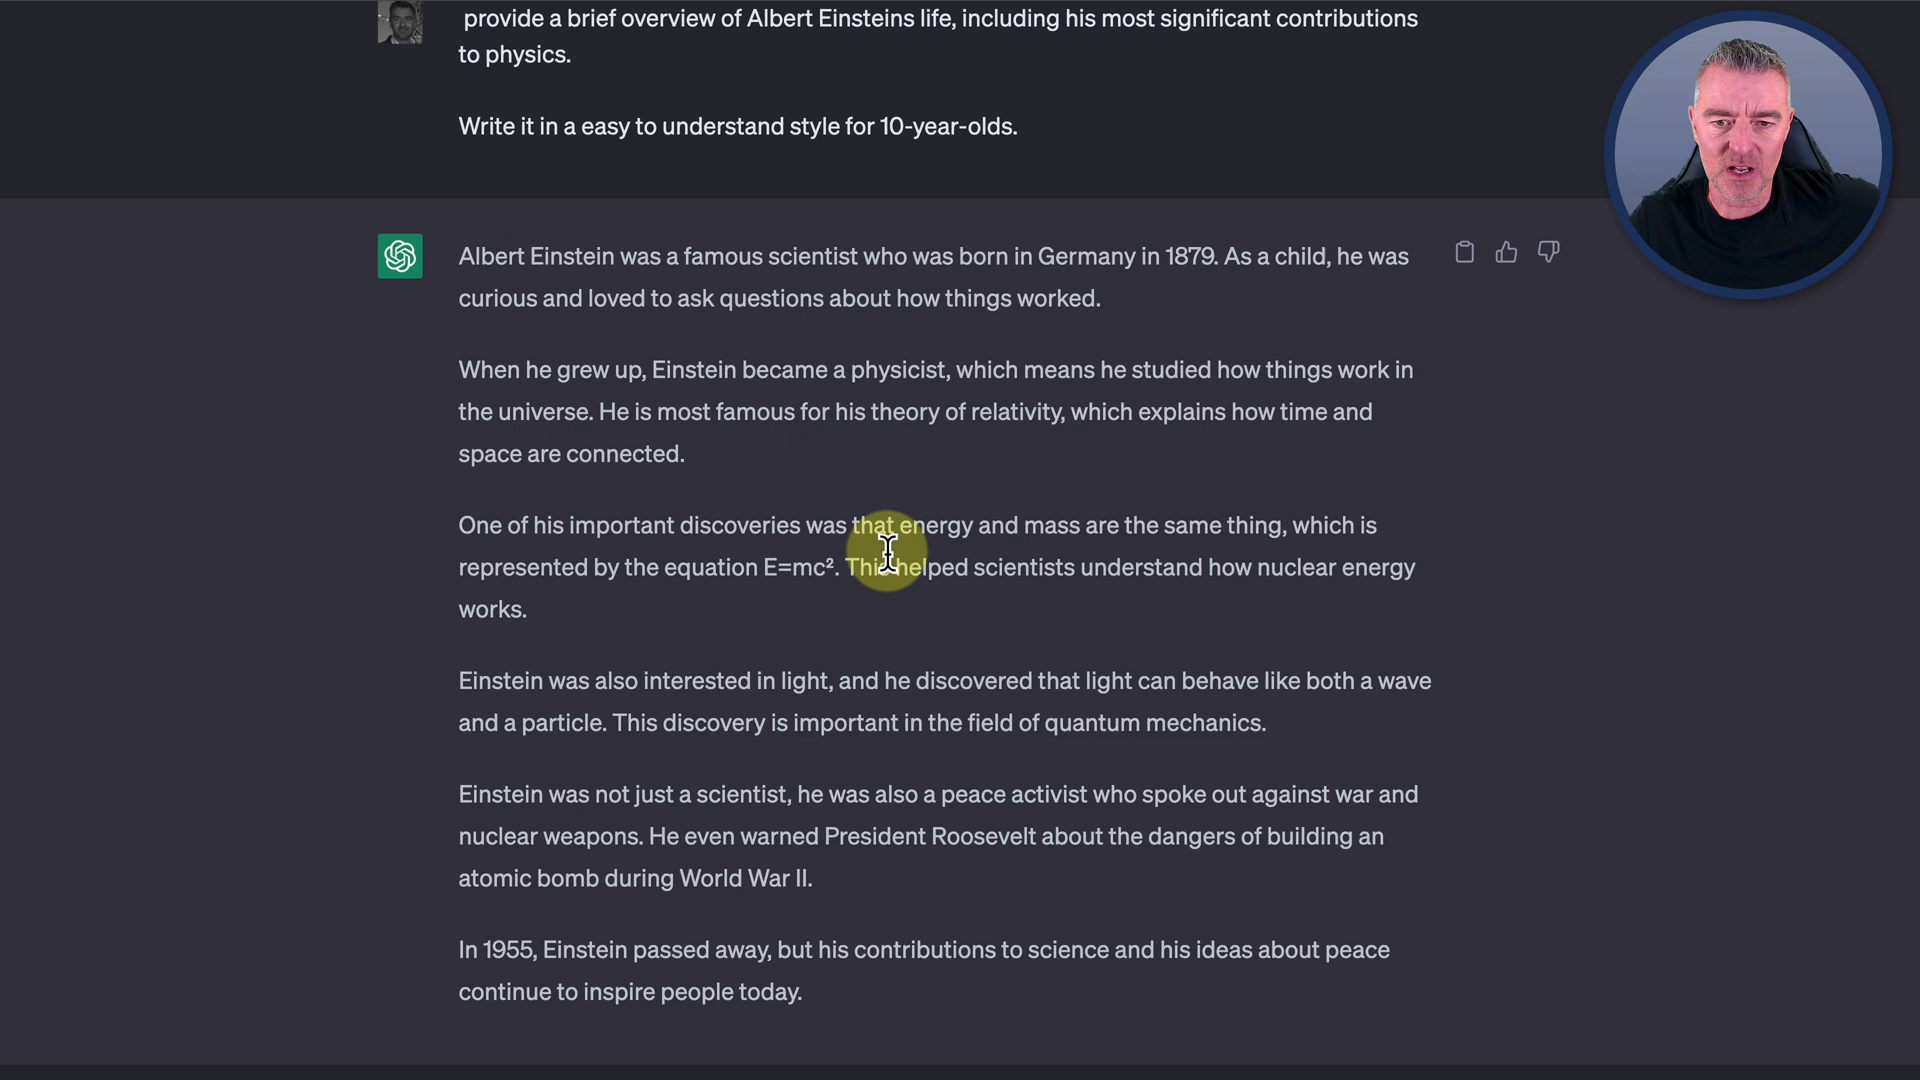 provide a brief overview of Albert Einsteins life, including his most significant contributions
to physics.
Write it in a easy to understand style for 10-year-olds.
Albert Einstein was a famous scientist who was born in Germany in 1879. As a child, he was
curious and loved to ask questions about how things worked.
When he grew up, Einstein became a physicist, which means he studied how things work in
the universe. He is most famous for his theory of relativity, which explains how time and
space are connected.
One of his important discoveries was that energy and mass are the same thing, which is
represented by the equation E=mc². This helped scientists understand how nuclear energy
works.
Einstein was also interested in light, and he discovered that light can behave like both a wave
and a particle. This discovery is important in the field of quantum mechanics.
Einstein was not just a scientist, he was also a peace activist who spoke out against war and
nuclear weapons. He even warned President Roosevelt about the dangers of building an
atomic bomb during World War II.
In 1955, Einstein passed away, but his contributions to science and his ideas about peace
continue to inspire people today.